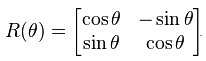 R(θ) = [cos θ  − sin θ
sin θ  cos θ].